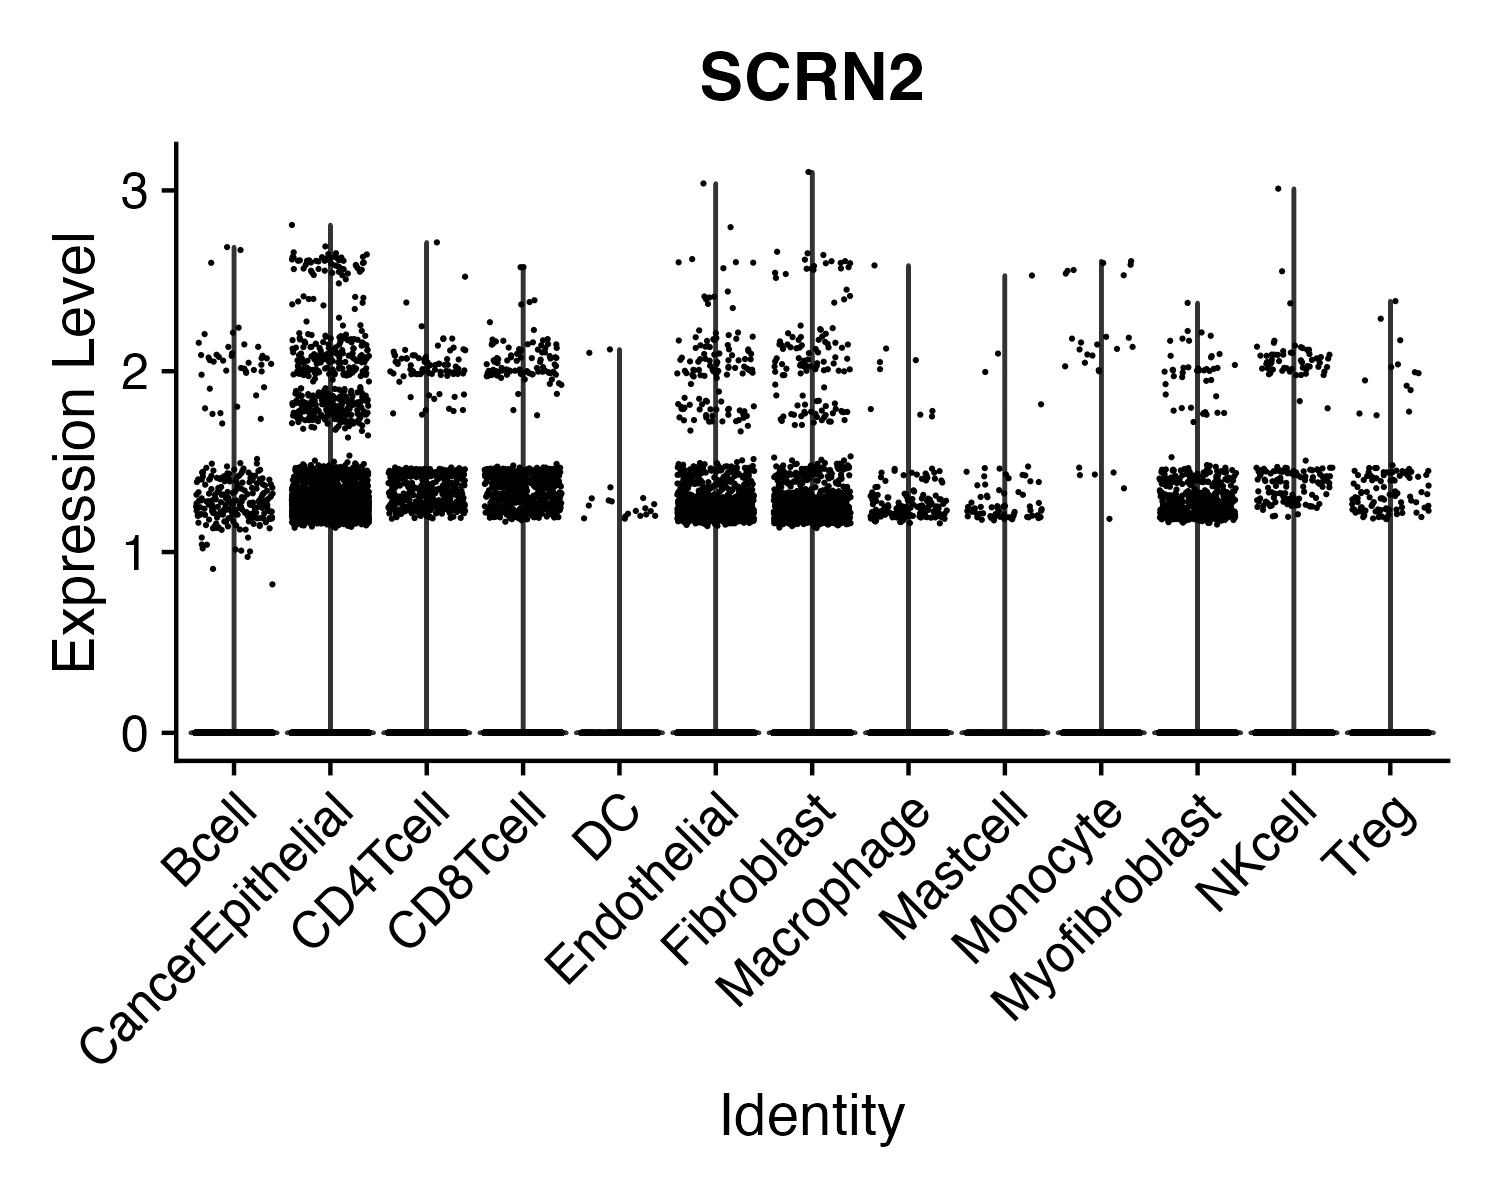 SCRN2
Expression Level
3
2
1
0
Bcell
CancerEpithelial
CD4Tcell
CD8Tcell
DC
Endothelial
Fibroblast
Macrophage
Mastcell
Monocyte
Myofibroblast
NKcell
Treg
Identity